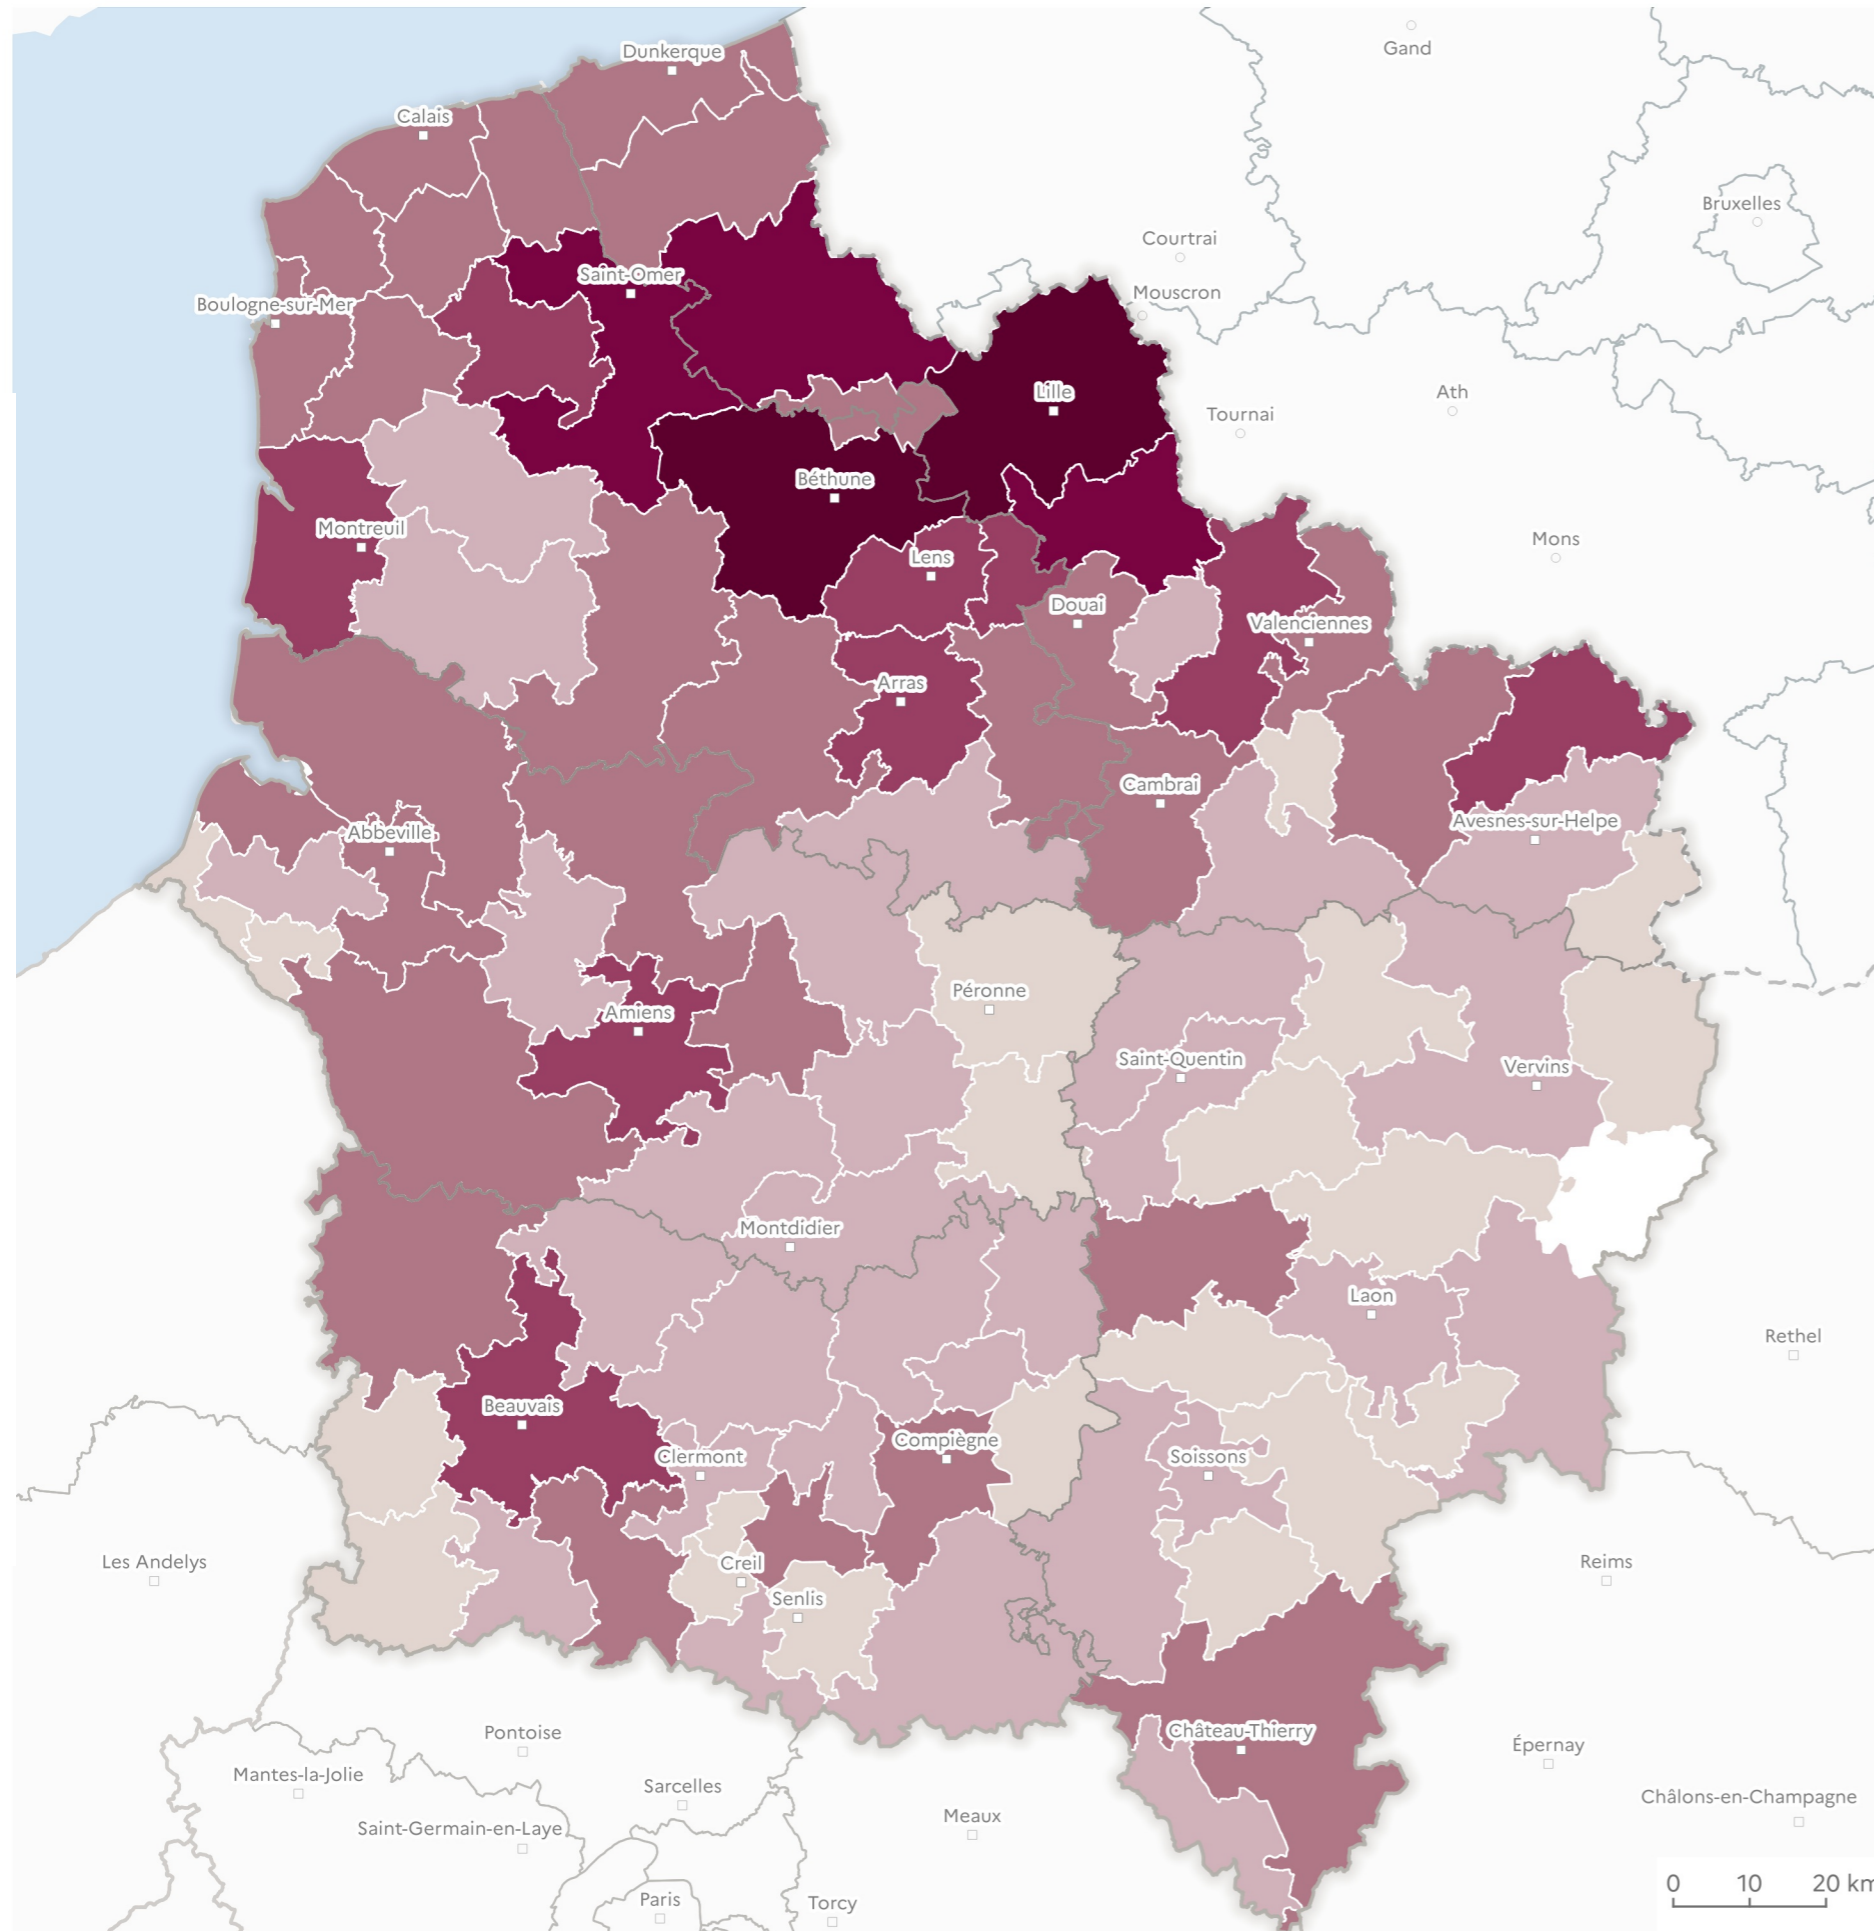 Gand
Dunkerque
Calais
Bruxelles
Courtrai
Saint-Omer
Mouscron
Boulogne-sur-Mer
Lille
Ath
Tournai
Béthune
Montreuil
Mons
Lens
Douai
Valenciennes
Arras
Cambrai
Avesnes-sur-Helpe
Abbeville
Péronne
Amiens
Saint-Quentin
Vervins
Montdidier
Laon
Rethel
Beauvais
Compiègne
Clermont
Soissons
Les Andelys
Creil
Reims
Senlis
Pontoise
Château-Thierry
Épernay
Mantes-la-Jolie
Sarcelles
Châlons-en-Champagne
Meaux
Saint-Germain-en-Laye
Paris
Torcy
0 10 20 km